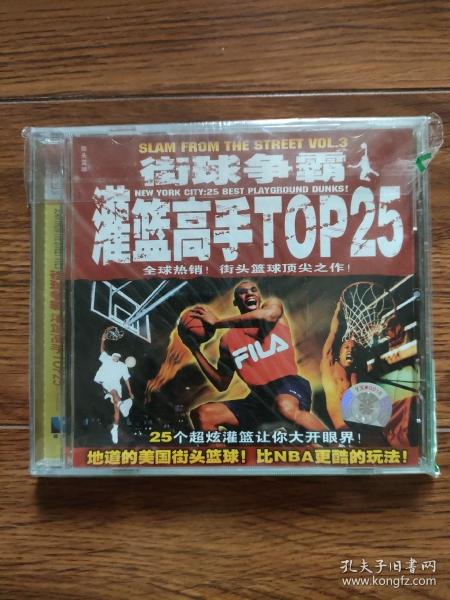 SLAM FROM THE STREET VOL.3
街球争霸
NEW YORK CITY:25 BEST PLAYGROUND DUNKS!
灌篮高手TOP25
全球热销!街头篮球顶尖之作!
FILA
25个超炫灌篮让你大开眼界!
地道的美国街头篮球!比NBA更酷的玩法!
孔夫子旧书网
www.kongfz.com